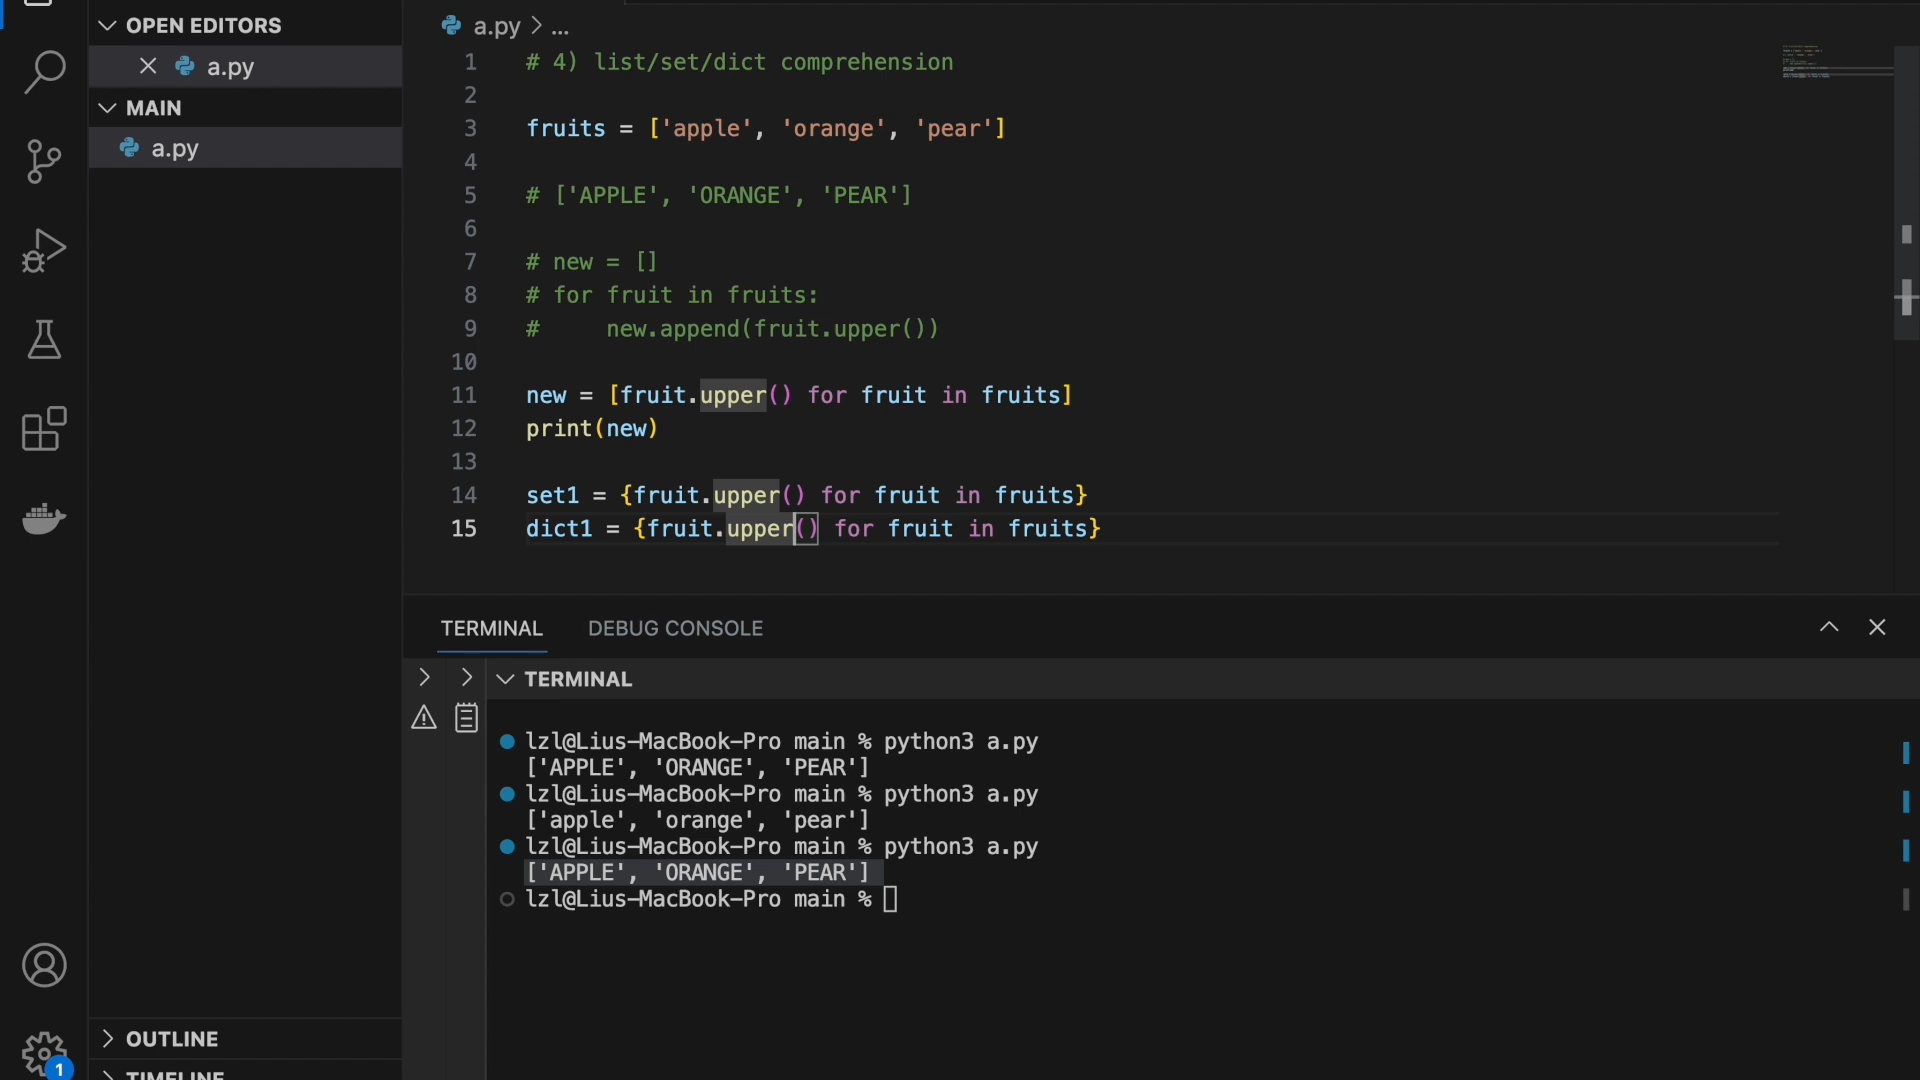 OPEN EDITORS
a.py
MAIN
a.py
OUTLINE
TIMELINE
1
a.py > ...
1 # 4) list/set/dict comprehension
2
3 fruits = ['apple', 'orange', 'pear']
4
5 # ['APPLE', 'ORANGE', 'PEAR']
6
7 # new = []
8 # for fruit in fruits:
9 #     new.append(fruit.upper())
10
11 new = [fruit.upper() for fruit in fruits]
12 print(new)
13
14 set1 = {fruit.upper() for fruit in fruits}
15 dict1 = {fruit.upper() for fruit in fruits}
TERMINAL DEBUG CONSOLE
TERMINAL
lzl@Lius-MacBook-Pro main % python3 a.py
['APPLE', 'ORANGE', 'PEAR']
lzl@Lius-MacBook-Pro main % python3 a.py
['apple', 'orange', 'pear']
lzl@Lius-MacBook-Pro main % python3 a.py
['APPLE', 'ORANGE', 'PEAR']
lzl@Lius-MacBook-Pro main %